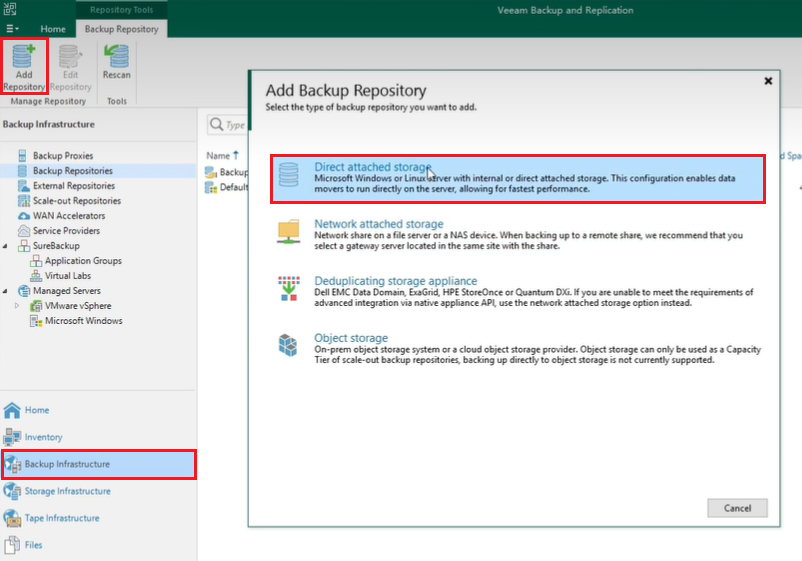 Repository Tools
Veeam Backup and Replication
Home
Backup Repository
Add
Repository
Edit
Repository
Rescan
Manage Repository
Tools
Backup Infrastructure
Backup Proxies
Backup Repositories
External Repositories
Scale-out Repositories
WAN Accelerators
Service Providers
SureBackup
Application Groups
Virtual Labs
Managed Servers
VMware vSphere
Microsoft Windows
Home
Inventory
Backup Infrastructure
Storage Infrastructure
Tape Infrastructure
Files
Type
Name
Backup
Default
Add Backup Repository
Select the type of backup repository you want to add.
Direct attached storage
Microsoft Windows or Linux server with internal or direct attached storage. This configuration enables data
movers to run directly on the server, allowing for fastest performance.
Network attached storage
Network share on a file server or a NAS device. When backing up to a remote share, we recommend that you
select a gateway server located in the same site with the share.
Deduplicating storage appliance
Dell EMC Data Domain, ExaGrid, HPE StoreOnce or Quantum DXi. If you are unable to meet the requirements of
advanced integration via native appliance API, use the network attached storage option instead.
Object storage
On-prem object storage system or a cloud object storage provider. Object storage can only be used as a Capacity
Tier of scale-out backup repositories, backing up directly to object storage is not currently supported.
Cancel